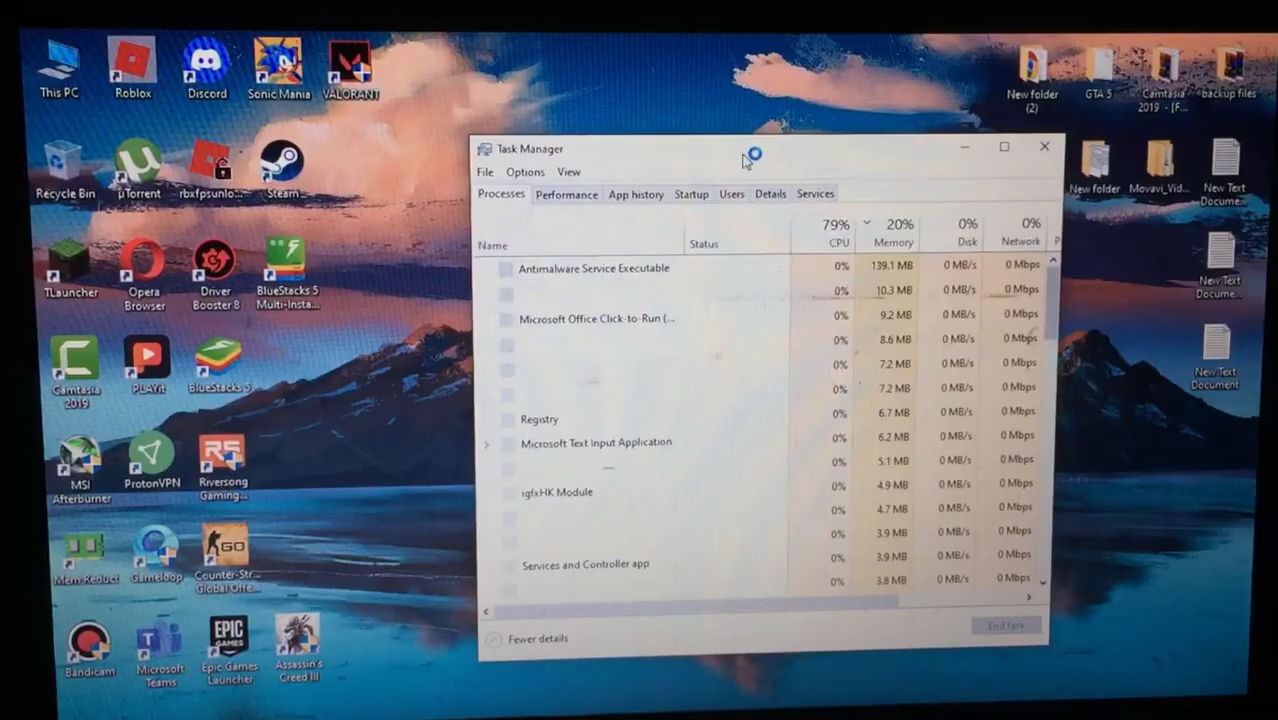 This PC
Roblox
Discord
Sonic Mania
VALORANT
New folder
(2)
GTA 5
Camtasia
2019 - [F...
backup files
Recycle Bin
μTorrent
rbxfpsunlo...
Steam
New folder
Movavi_Vid...
New Text
Docume...
TLauncher
Opera
Browser
Driver
Booster 8
BlueStacks 5
Multi-Insta...
New Text
Docume...
Camtasia
2019
PLAYit
BlueStacks 5
New Text
Document
MSI
Afterburner
ProtonVPN
Riversong
Gaming...
Mem Reduct
Gameloop
GO
Counter-Str...
Global Offe...
Bandicam
Microsoft
Teams
EPIC
GAMES
Epic Games
Launcher
Assassin's
Creed III
Task Manager
File Options View
Processes Performance App history Startup Users Details Services
79% 20% 0% 0%
Name Status CPU Memory Disk Network P
Antimalware Service Executable 0% 139.1 MB 0 MB/s 0 Mbps
0% 10.3 MB 0 MB/s 0 Mbps
Microsoft Office Click-to-Run (... 0% 9.2 MB 0 MB/s 0 Mbps
0% 8.6 MB 0 MB/s 0 Mbps
0% 7.2 MB 0 MB/s 0 Mbps
0% 7.2 MB 0 MB/s 0 Mbps
Registry 0% 6.7 MB 0 MB/s 0 Mbps
Microsoft Text Input Application 0% 6.2 MB 0 MB/s 0 Mbps
0% 5.1 MB 0 MB/s 0 Mbps
igfxHK Module 0% 4.9 MB 0 MB/s 0 Mbps
0% 4.7 MB 0 MB/s 0 Mbps
0% 3.9 MB 0 MB/s 0 Mbps
Services and Controller app 0% 3.9 MB 0 MB/s 0 Mbps
0% 3.8 MB 0 MB/s 0 Mbps
Fewer details
End task